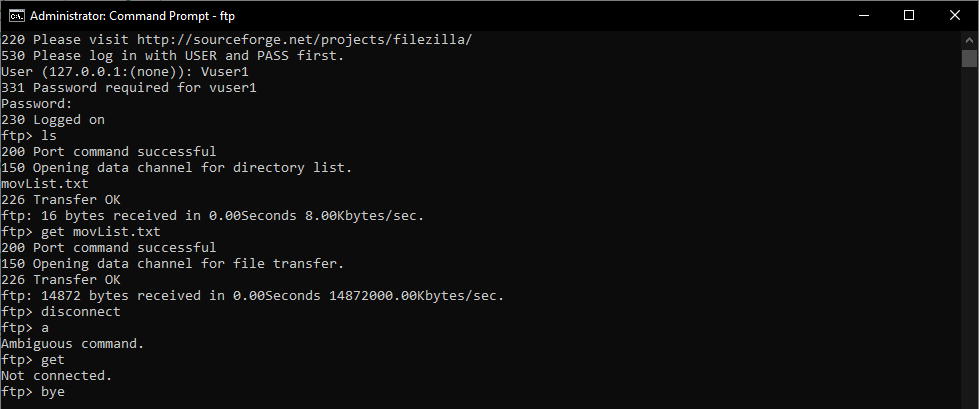 Administrator: Command Prompt - ftp
220 Please visit http://sourceforge.net/projects/filezilla/
530 Please log in with USER and PASS first.
User (127.0.0.1:(none)): Vuser1
331 Password required for vuser1
Password:
230 Logged on
ftp> ls
200 Port command successful
150 Opening data channel for directory list.
movList.txt
226 Transfer OK
ftp: 16 bytes received in 0.00Seconds 8.00Kbytes/sec.
ftp> get movList.txt
200 Port command successful
150 Opening data channel for file transfer.
226 Transfer OK
ftp: 14872 bytes received in 0.00Seconds 14872000.00Kbytes/sec.
ftp> disconnect
ftp> a
Ambiguous command.
ftp> get
Not connected.
ftp> bye